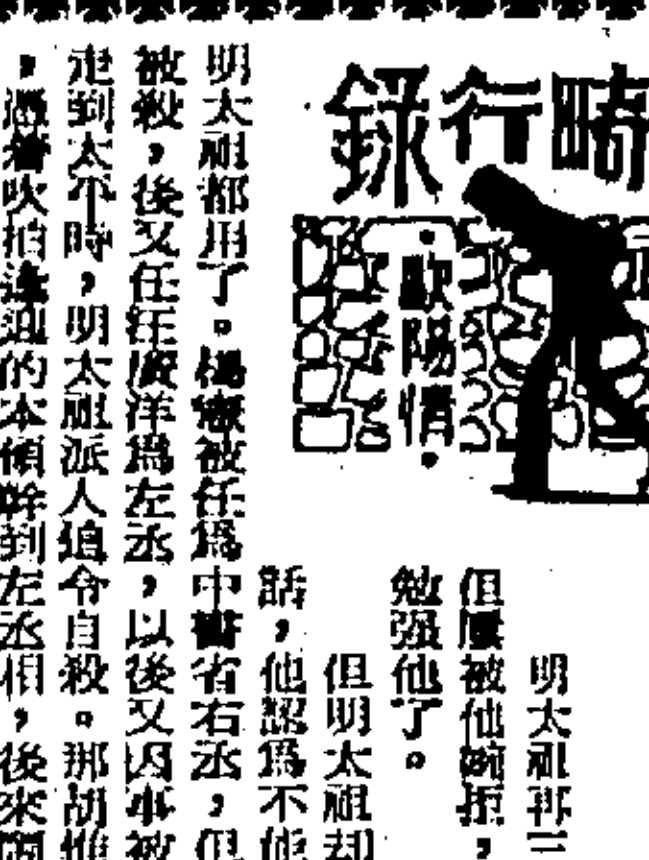 畸行錄
·歐陽情·
明太祖再三
但屢被他婉拒，
勉强他了。
但明太祖却
話，他認爲不能
明太祖都用了。楊憲被任爲中書省右丞，但
被殺，後又任汪廣洋爲左丞，以後又因事被
走到太平時，明太祖派人追令自殺。那胡惟
，憑着吹拍逢迎的本領幹到左丞相，後來